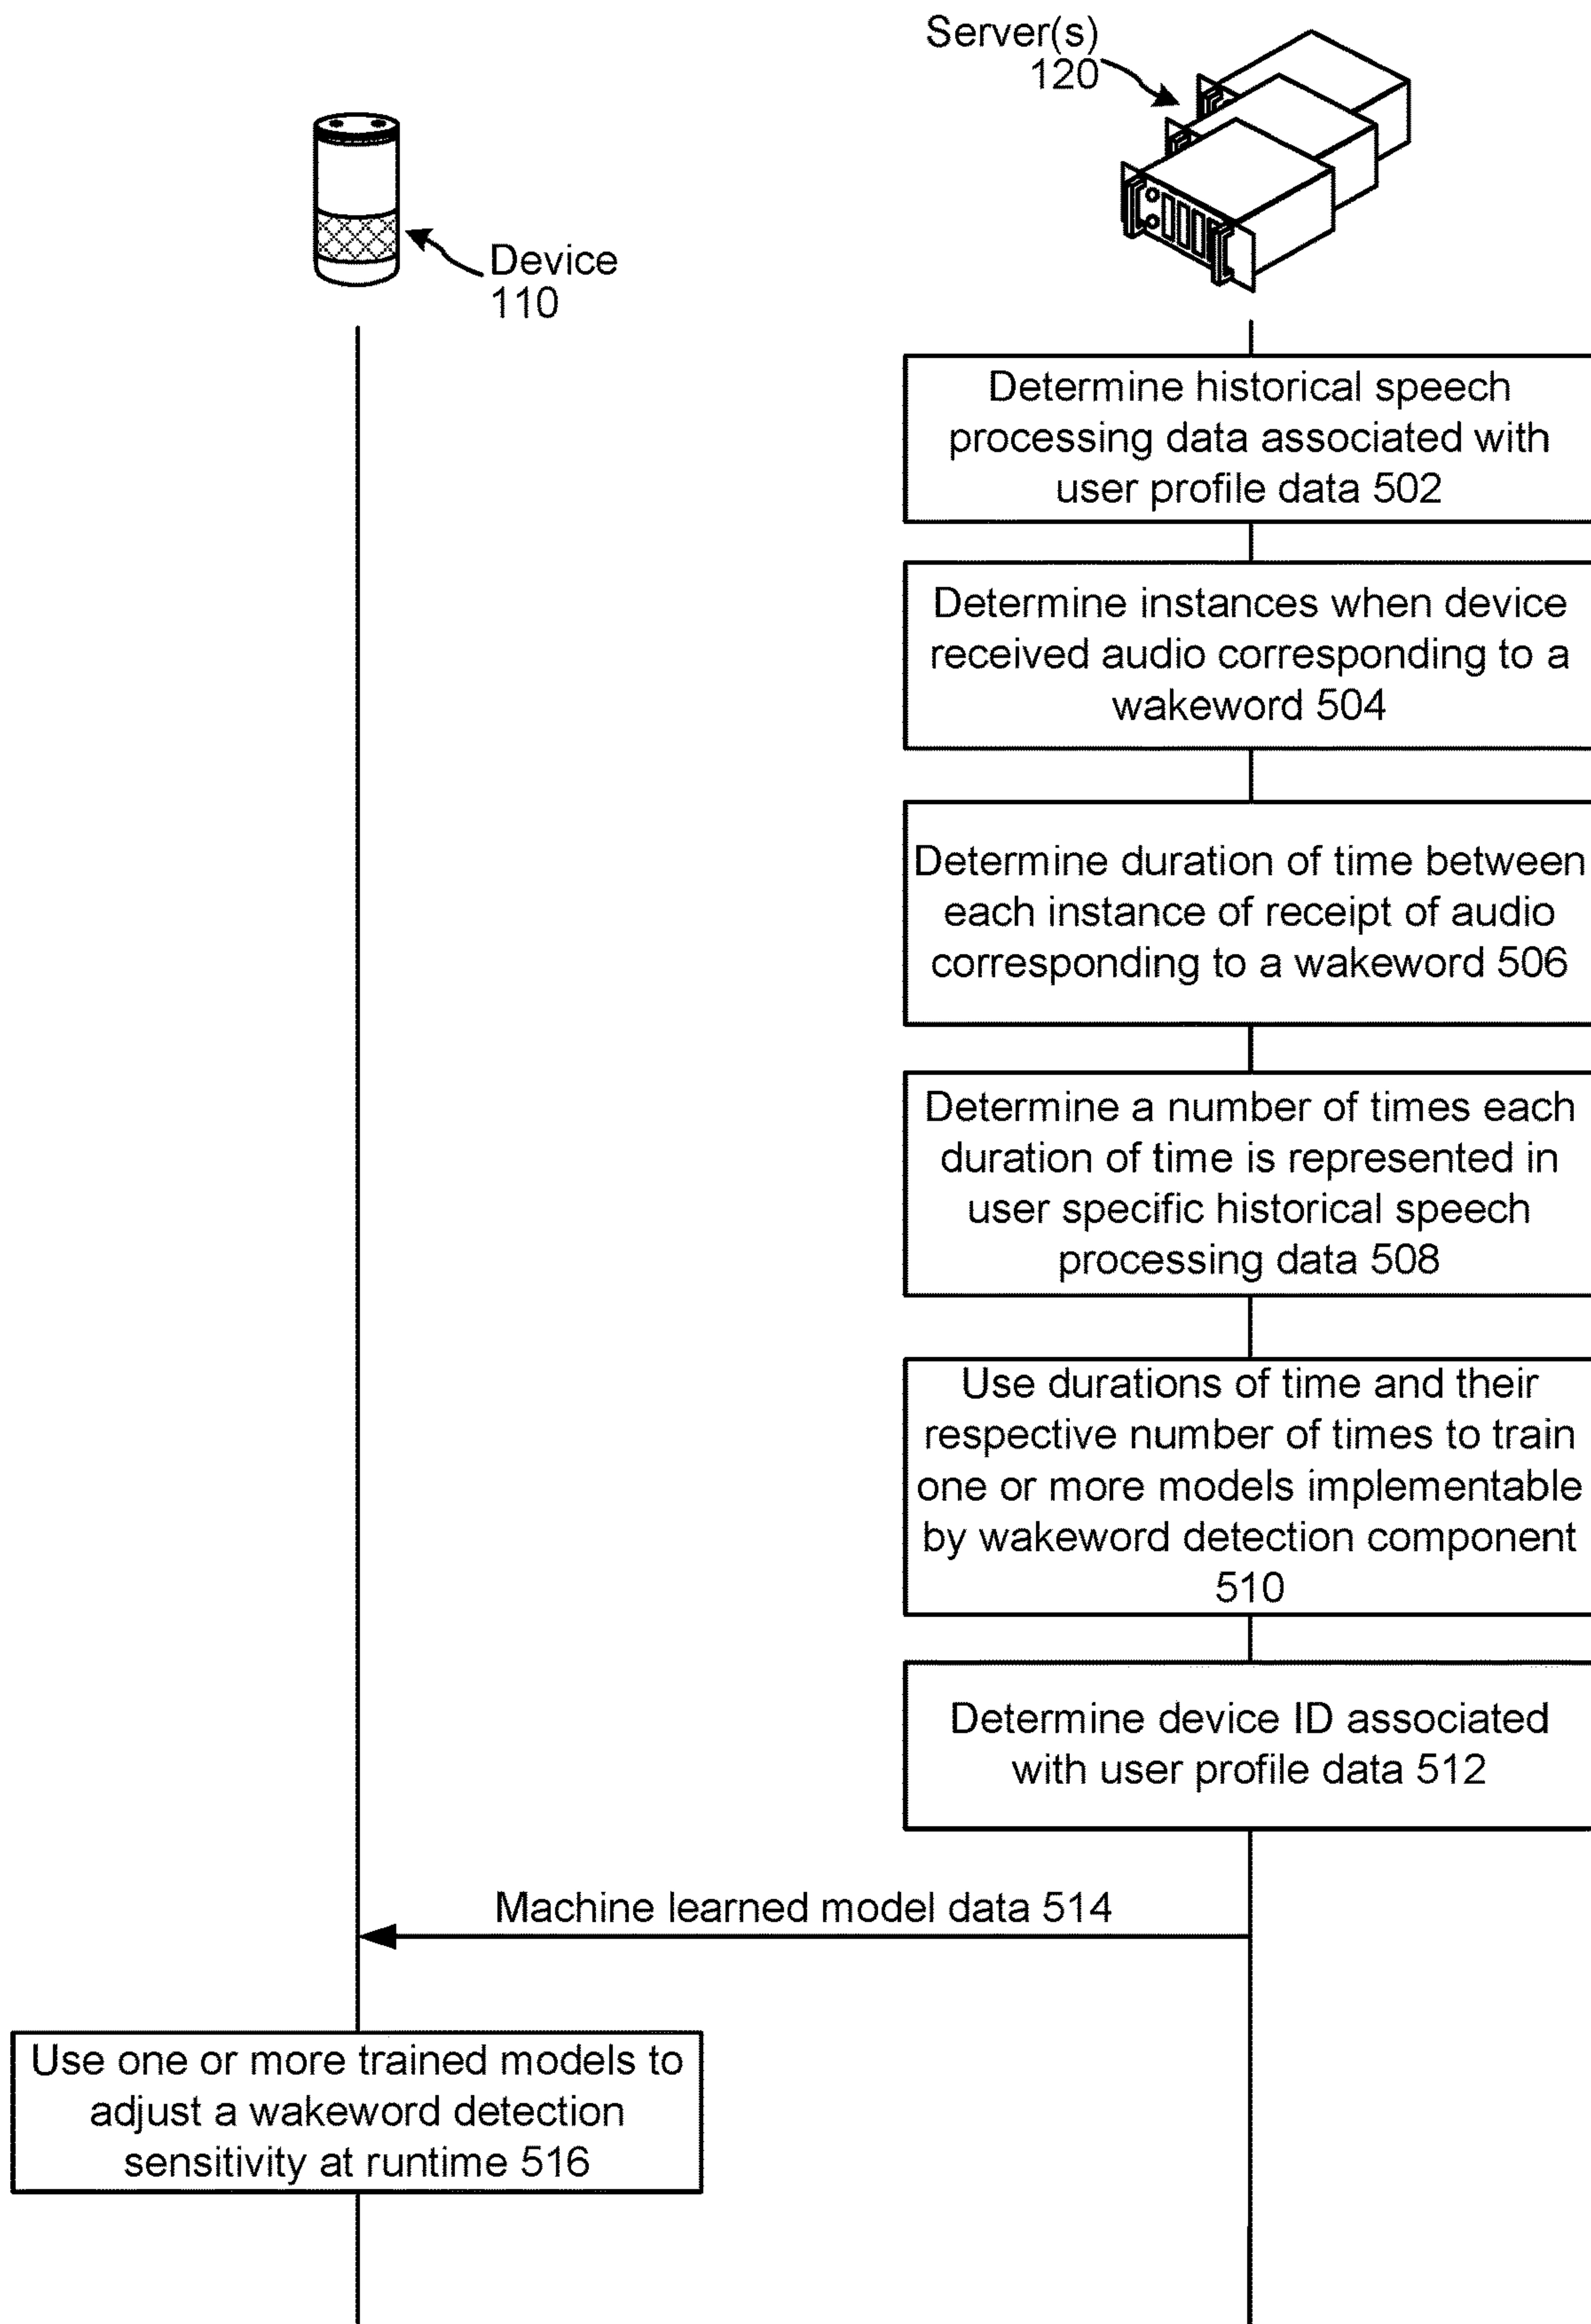 Server(s)
120
Device
110
Determine historical speech
processing data associated with
user profile data 502
Determine instances when device
received audio corresponding to a
wakeword 504
Determine duration of time between
each instance of receipt of audio
corresponding to a wakeword 506
Determine a number of times each
duration of time is represented in
user specific historical speech
processing data 508
Use durations of time and their
respective number of times to train
one or more models implementable
by wakeword detection component
510
Determine device ID associated
with user profile data 512
Machine learned model data 514
Use one or more trained models to
adjust a wakeword detection
sensitivity at runtime 516